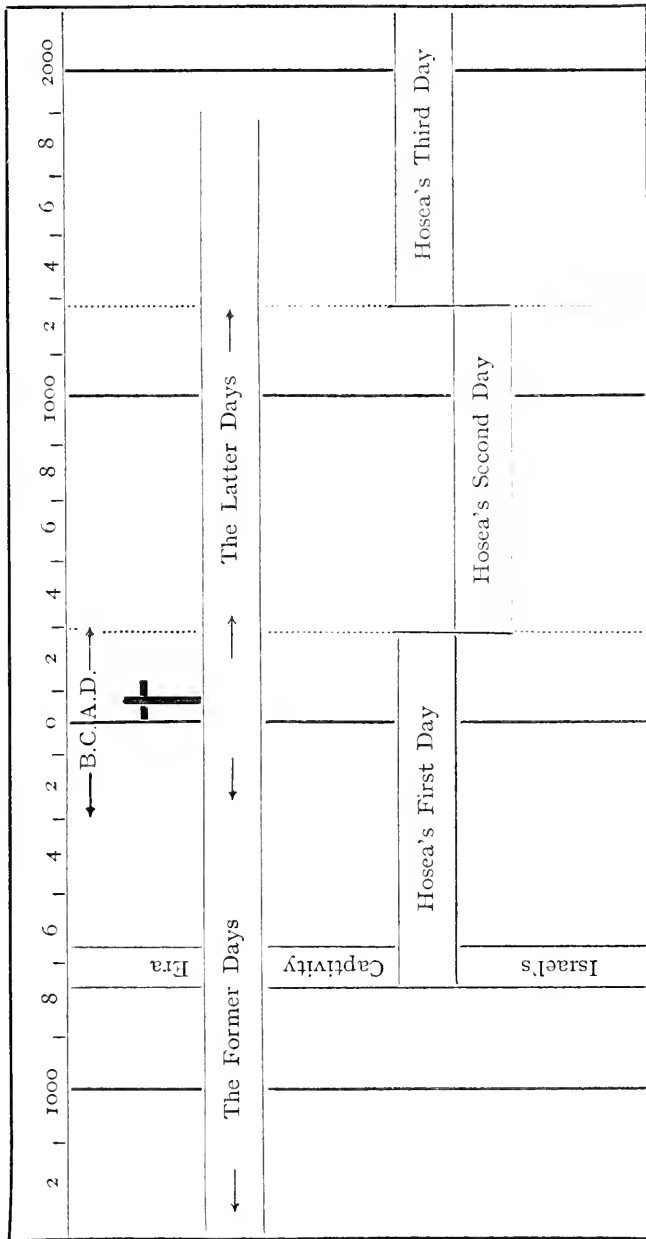 2 1000 8 6 4 2 0 2 4 6 8 1000 2 4 6 8 2000
B.C. A.D.
The Former Days The Latter Days
Israel's Captivity Era
Hosea's First Day Hosea's Third Day
Hosea's Second Day